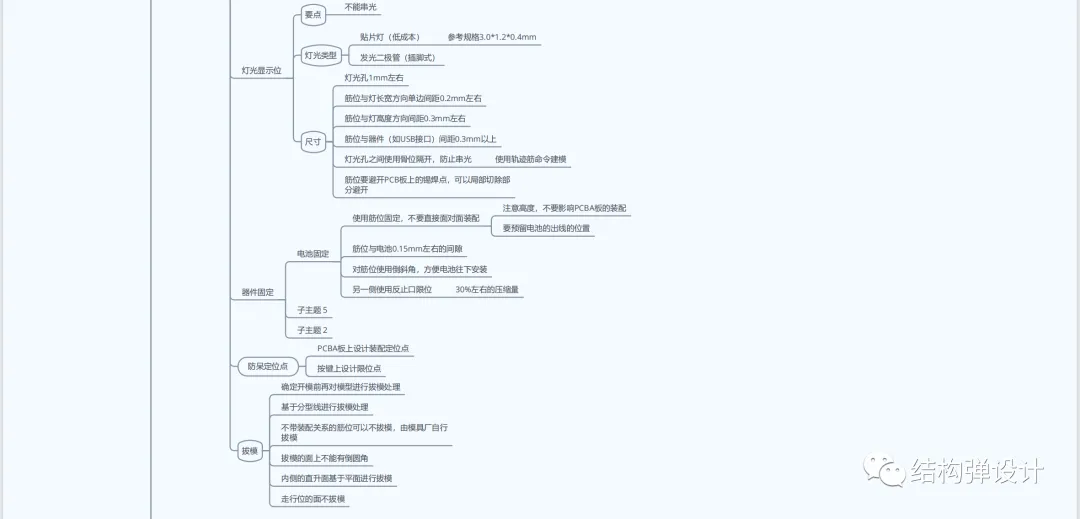 不能串光
要点
贴片灯（低成本） 参考规格3.0*1.2*0.4mm
灯光类型
发光二极管（插脚式）
灯光显示位
灯光孔1mm左右
筋位与灯长宽方向单边间距0.2mm左右
筋位与灯高度方向间距0.3mm左右
尺寸
筋位与器件（如USB接口）间距0.3mm以上
灯光孔之间使用骨位隔开，防止串光 使用轨迹筋命令建模
筋位要避开PCB板上的锡焊点，可以局部切除部
分避开
注意高度，不要影响PCBA板的装配
使用筋位固定，不要直接面对面装配
要预留电池的出线的位置
电池固定
筋位与电池0.15mm左右的间隙
对筋位使用倒斜角，方便电池往下安装
器件固定
另一侧使用反止口限位 30%左右的压缩量
子主题 5
子主题 2
PCBA板上设计装配定位点
防呆定位点
按键上设计限位点
确定开模前再对模型进行拔模处理
基于分型线进行拔模处理
不带装配关系的筋位可以不拔模，由模具厂自行
拔模
拔模
拔模的面上不能有倒圆角
内侧的直升面基于平面进行拔模
走行位的面不拔模
结构弹设计